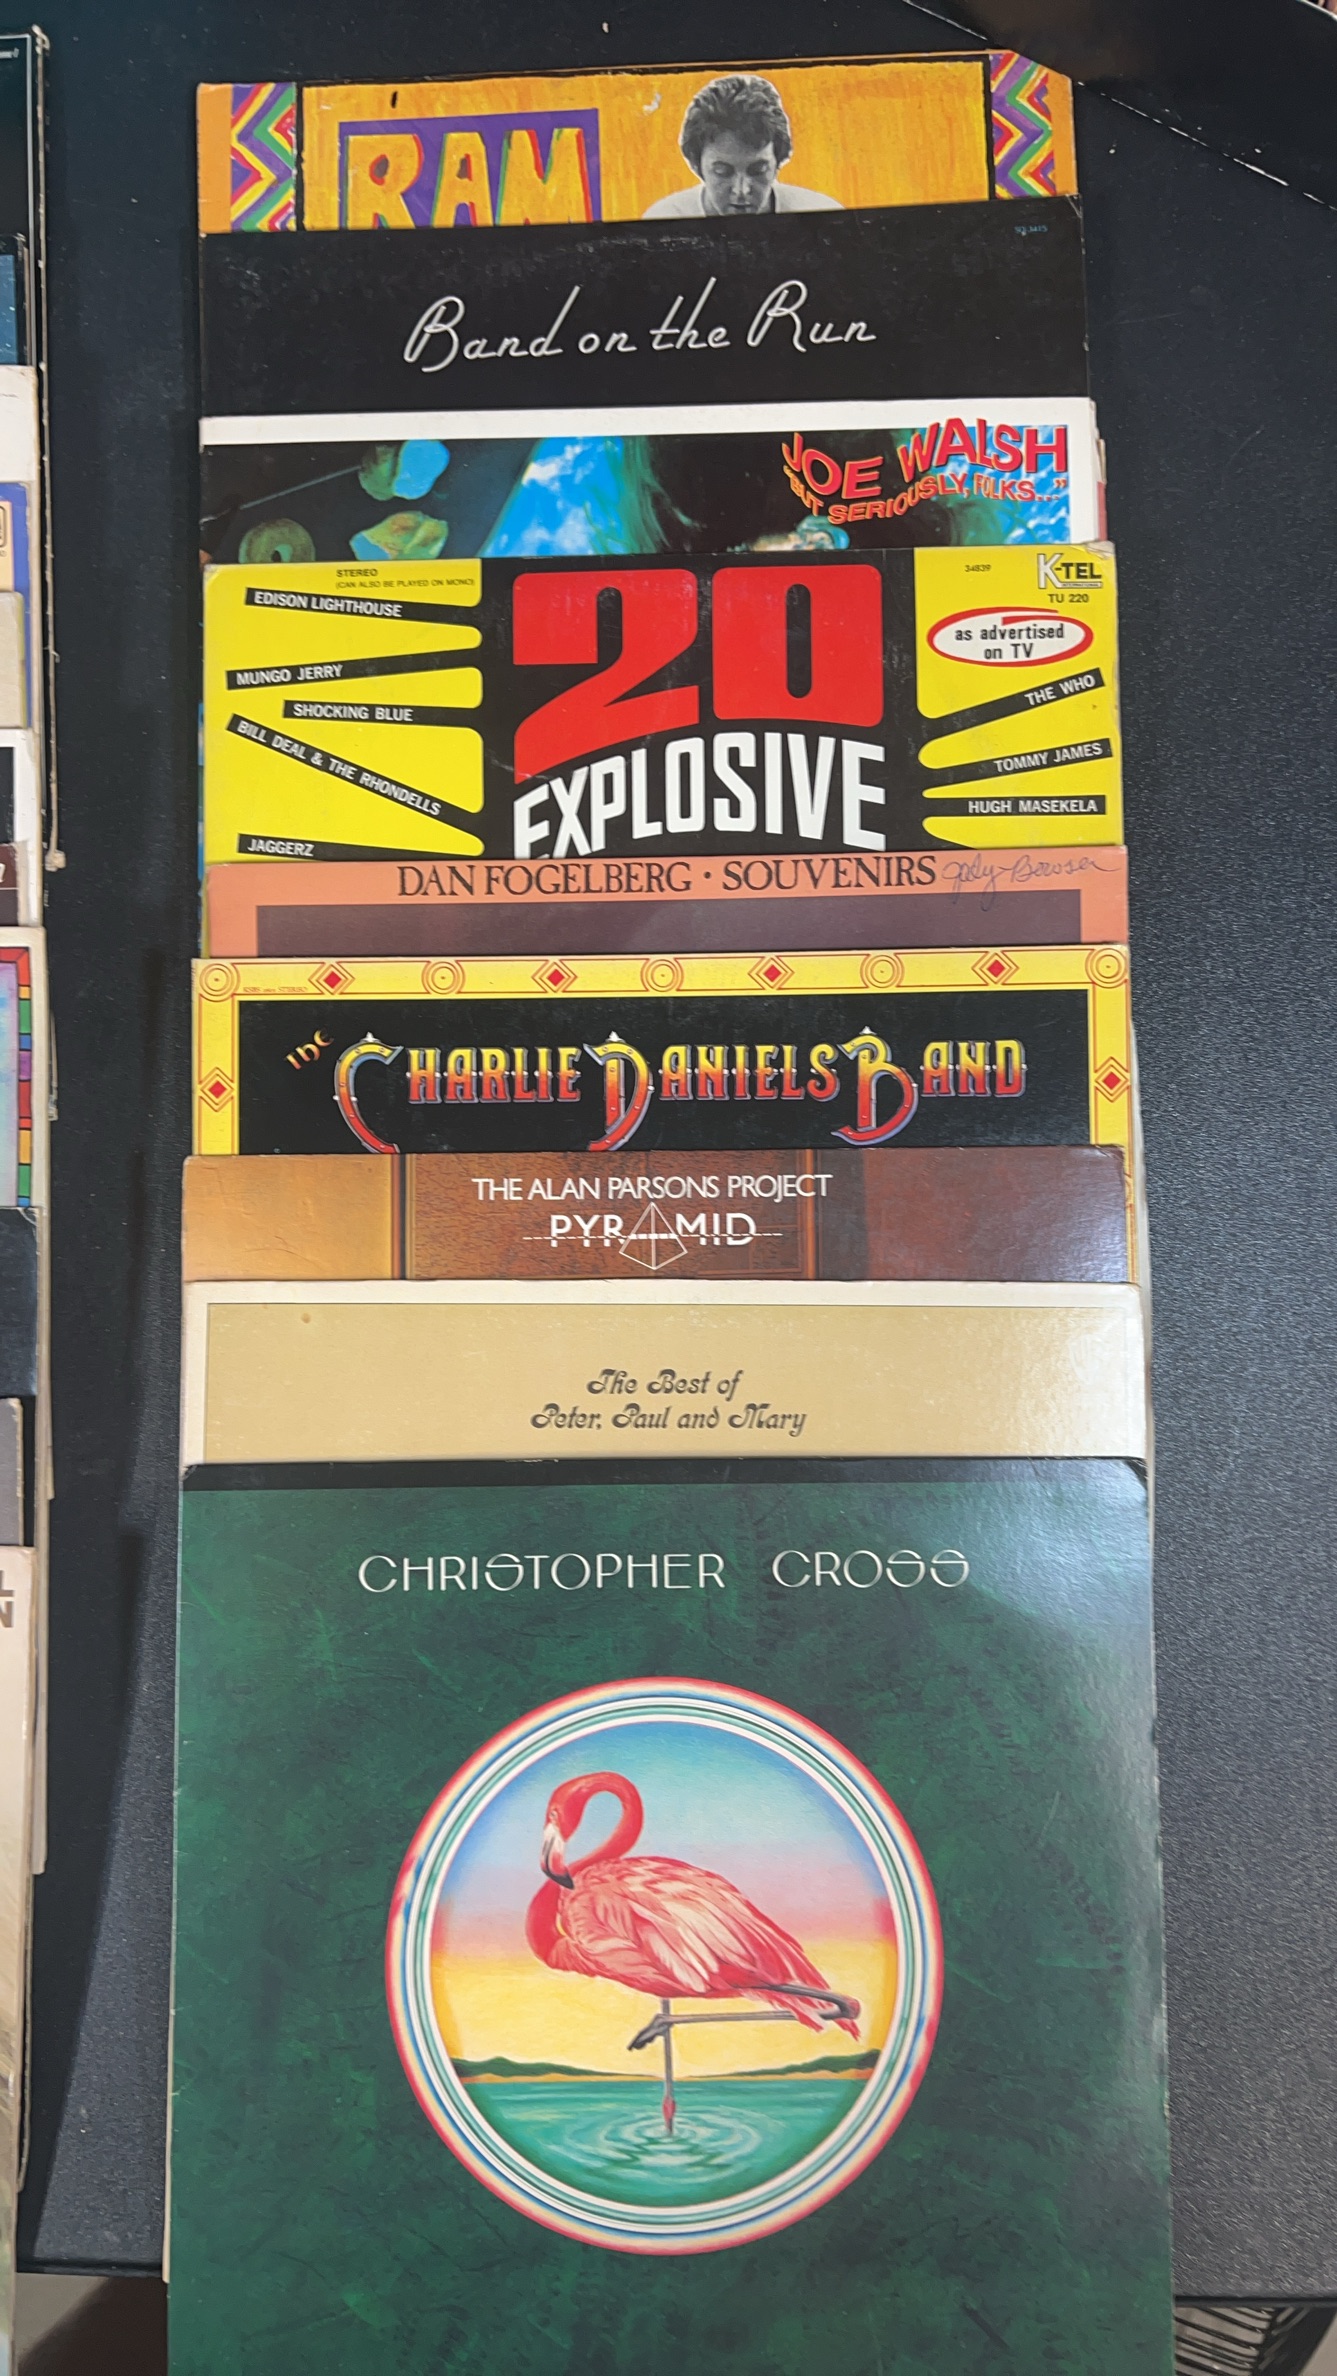 RAM
Band on the Run
JOE WALSH
"BUT SERIOUSLY, FOLKS..."
STEREO
(CAN ALSO BE PLAYED ON MONO)
EDISON LIGHTHOUSE
MUNGO JERRY
SHOCKING BLUE
BILL DEAL & THE RHONDELLS
JAGGERZ
20
EXPLOSIVE
34839
K-TEL
INTERNATIONAL
TU 220
as advertised
on TV
THE WHO
TOMMY JAMES
HUGH MASEKELA
DAN FOGELBERG · SOUVENIRS
The
CHARLIE DANIELS BAND
THE ALAN PARSONS PROJECT
PYRAMID
The Best of
Peter, Paul and Mary
CHRISTOPHER CROSS